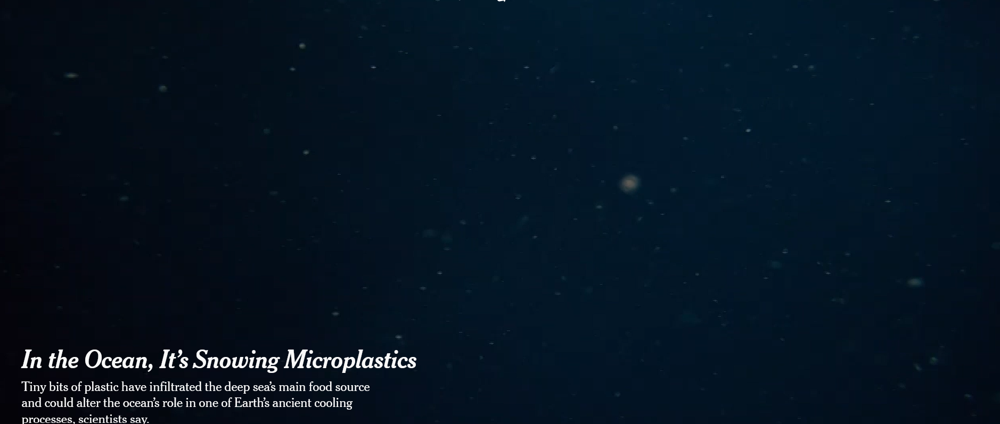 In the Ocean, It’s Snowing Microplastics
Tiny bits of plastic have infiltrated the deep sea’s main food source
and could alter the ocean’s role in one of Earth’s ancient cooling
processes, scientists say.